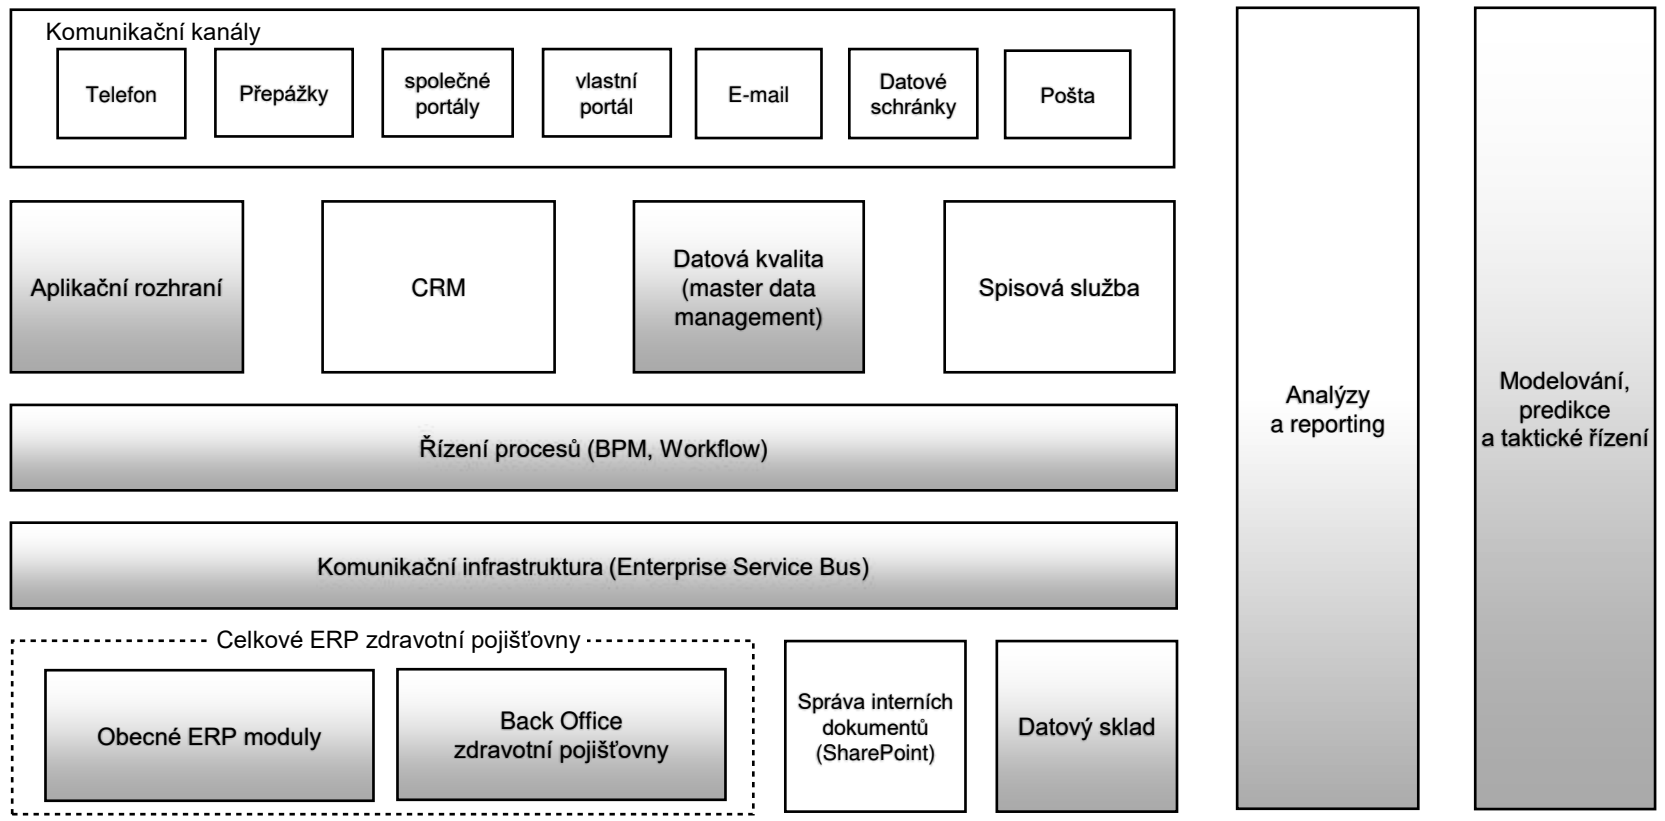 Komunikační kanály
Telefon
Přepážky
společné
portály
vlastní
portál
E-mail
Datové
schránky
Pošta
Aplikační rozhraní
CRM
Datová kvalita
(master data
management)
Spisová služba
Řízení procesů (BPM, Workflow)
Komunikační infrastruktura (Enterprise Service Bus)
Celkové ERP zdravotní pojišťovny
Obecné ERP moduly
Back Office
zdravotní pojišťovny
Správa interních
dokumentů
(SharePoint)
Datový sklad
Analýzy
a reporting
Modelování,
predikce
a taktické řízení